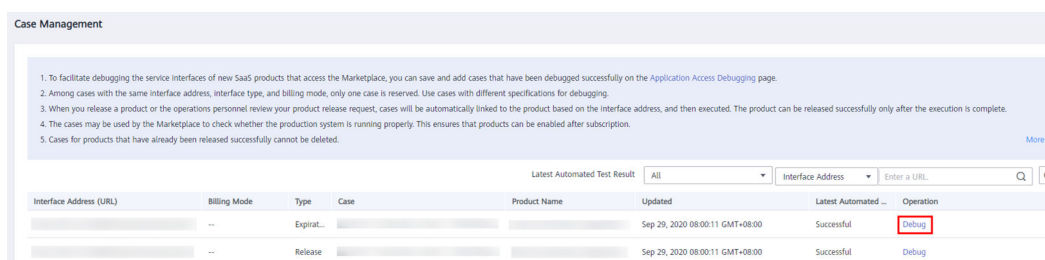 Case Management
1. To facilitate debugging the service interfaces of new SaaS products that access the Marketplace, you can save and add cases that have been debugged successfully on the Application Access Debugging page.
2. Among cases with the same interface address, interface type, and billing mode, only one case is reserved. Use cases with different specifications for debugging.
3. When you release a product or the operations personnel review your product release request, cases will be automatically linked to the product based on the interface address, and then executed. The product can be released successfully only after the execution is complete.
4. The cases may be used by the Marketplace to check whether the production system is running properly. This ensures that products can be enabled after subscription.
5. Cases for products that have already been released successfully cannot be deleted.
More
Latest Automated Test Result All Interface Address Enter a URL.
Interface Address (URL) Billing Mode Type Case Product Name Updated Latest Automated ... Operation
-- Expirat... Sep 29, 2020 08:00:11 GMT+08:00 Successful Debug
-- Release Sep 29, 2020 08:00:11 GMT+08:00 Successful Debug